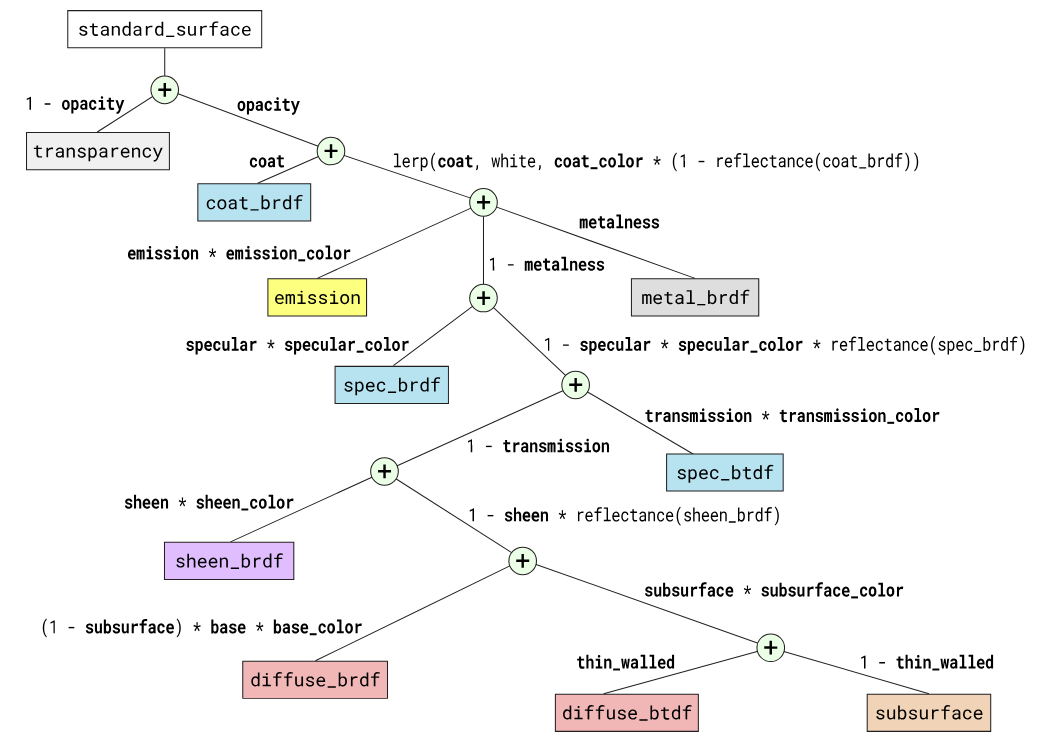 standard_surface
+
1 - opacity
opacity
transparency
+
coat
lerp(coat, white, coat_color * (1 - reflectance(coat_brdf))
coat_brdf
+
metalness
emission * emission_color
1 - metalness
emission
+
metal_brdf
specular * specular_color
1 - specular * specular_color * reflectance(spec_brdf)
spec_brdf
+
transmission * transmission_color
1 - transmission
+
spec_btdf
sheen * sheen_color
1 - sheen * reflectance(sheen_brdf)
sheen_brdf
+
subsurface * subsurface_color
(1 - subsurface) * base * base_color
+
thin_walled
1 - thin_walled
diffuse_brdf
diffuse_btdf
subsurface